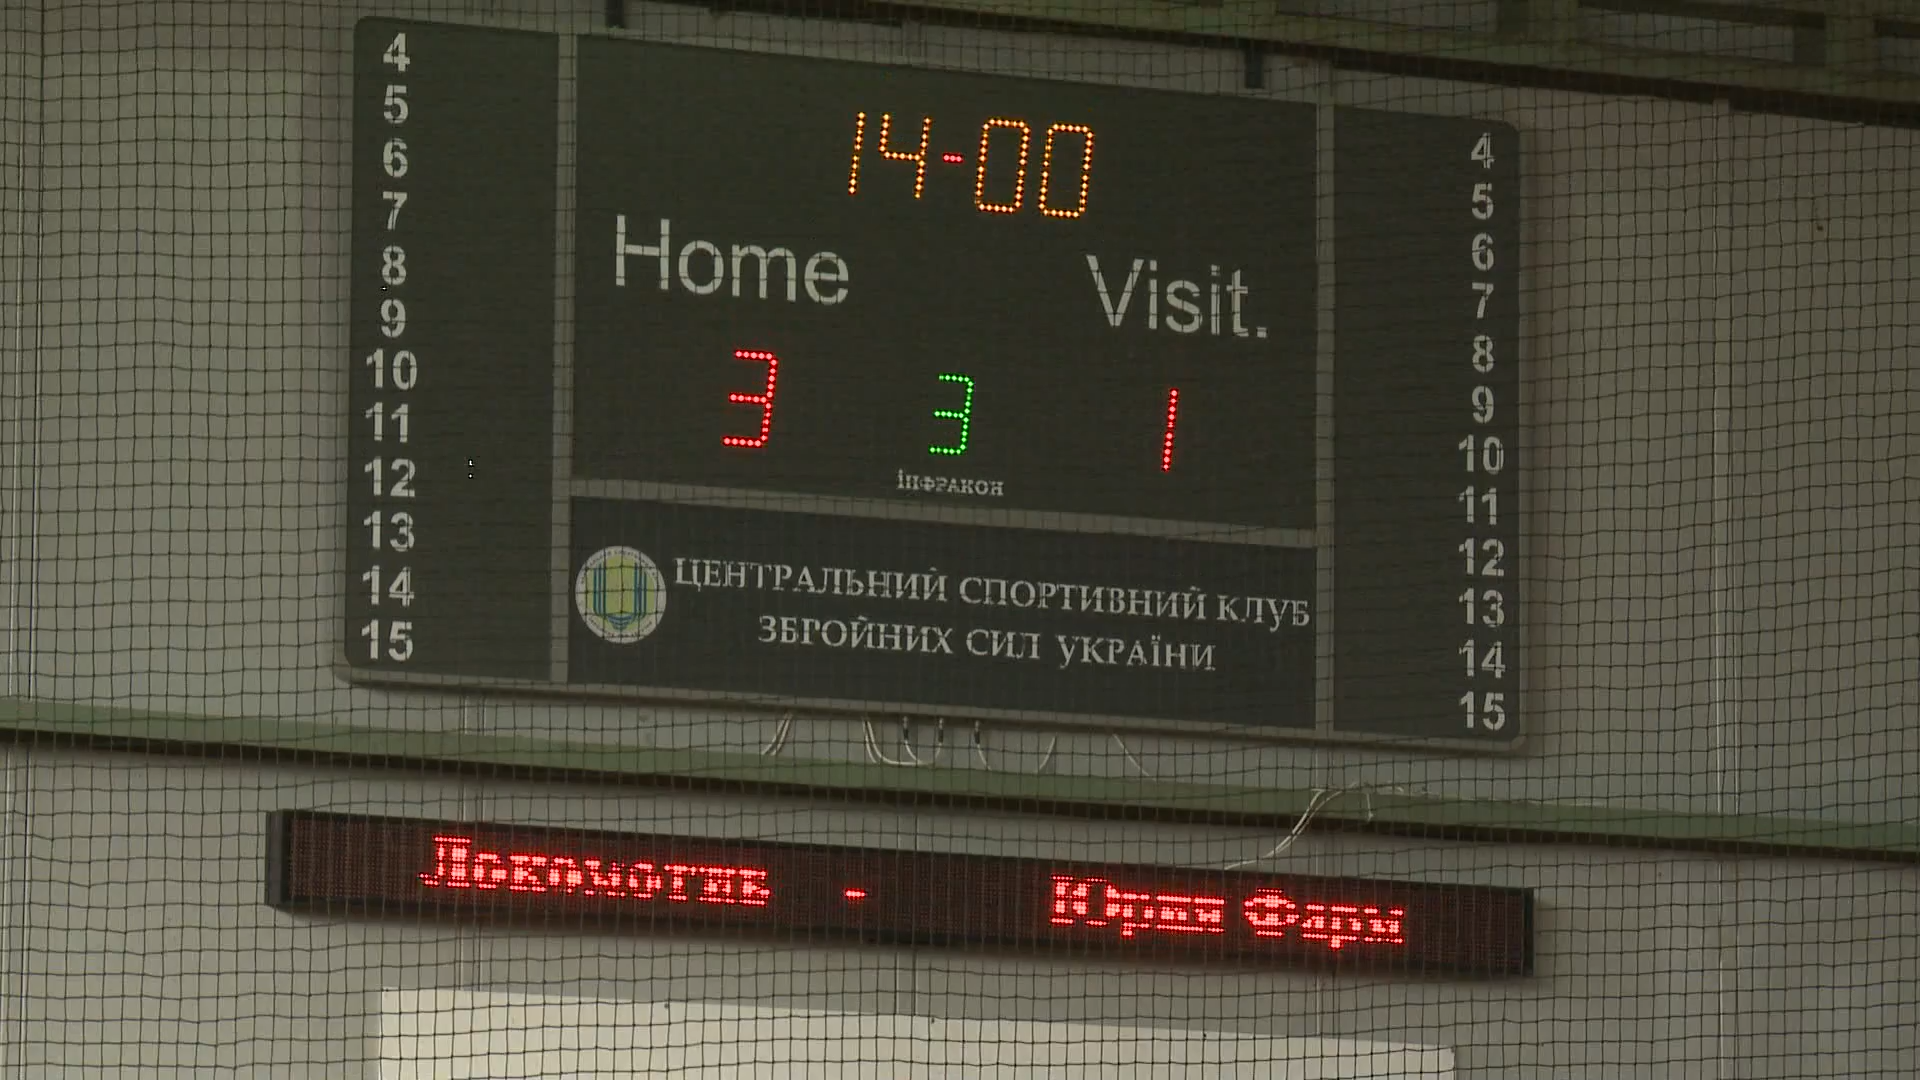 14-00
Home Visit.
3 3 1
ІНФРАКОН
ЦЕНТРАЛЬНИЙ СПОРТИВНИЙ КЛУБ
ЗБРОЙНИХ СИЛ УКРАЇНИ
4 4
5 5
6 6
7 7
8 8
9 9
10 10
11 11
12 12
13 13
14 14
15 15
Локомотив - Юрия Фарм